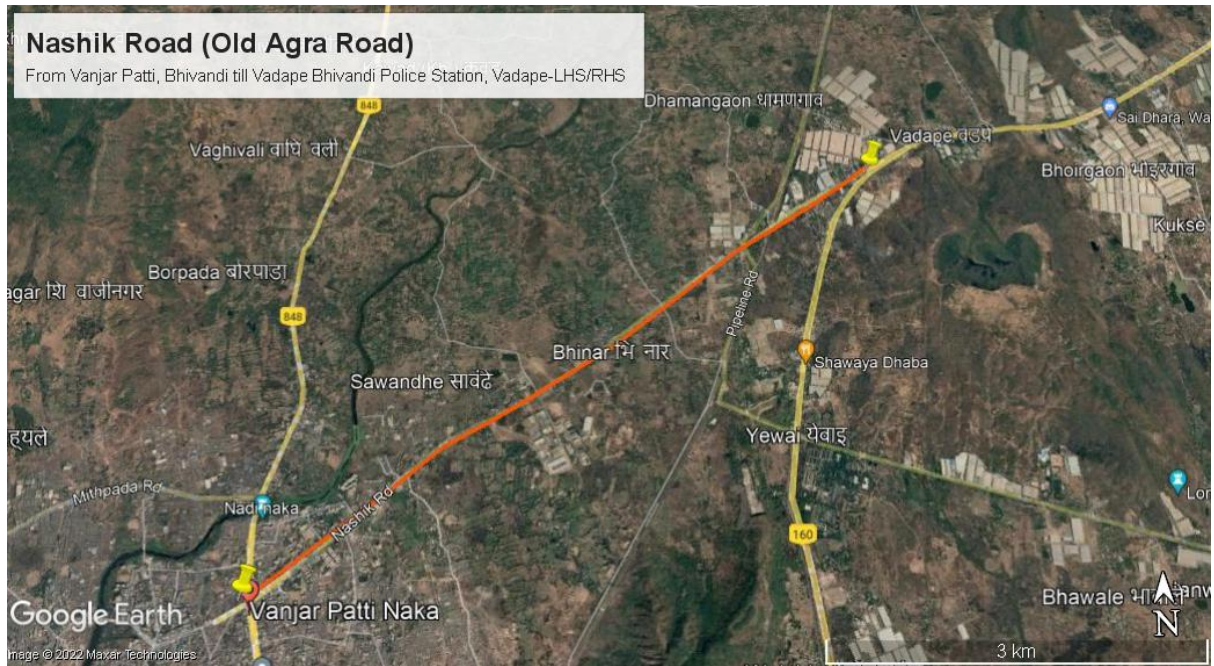 Nashik Road (Old Agra Road)
From Vanjar Patti, Bhivandi till Vadape Bhivandi Police Station, Vadape-LHS/RHS
848
Dhamangaon धामणगाव
Sai Dhara, Wa
Vadape वडपे
Vaghivali वाघि वली
Bhoirgaon भोइरगांव
Kukse
Borpada बोरपाडा
agar शि वाजीनगर
848
Pipeline Rd
Bhinar भि नार
Shawaya Dhaba
Sawandhe सावंढे
Yewai येवाइ
हयले
Mithpada Rd
Nadi naka
Lon
Nashik Rd
160
Vanjar Patti Naka
Bhawale
N
Google Earth
3 km
Image © 2022 Maxar Technologies